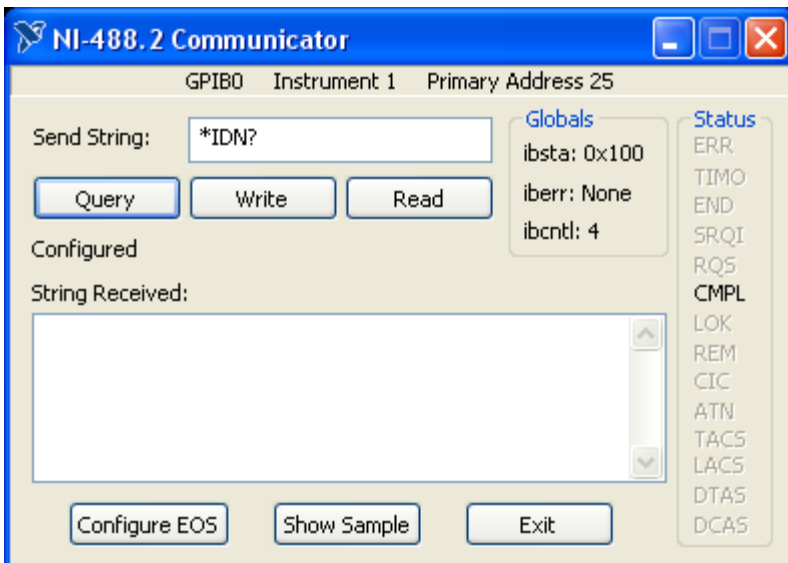 NI-488.2 Communicator
GPIB0 Instrument 1 Primary Address 25
Send String: *IDN?
Query Write Read
Configured
String Received:
Configure EOS Show Sample Exit
Globals
ibsta: 0x100
iberr: None
ibcntl: 4
Status
ERR
TIMO
END
SRQI
RQS
CMPL
LOK
REM
CIC
ATN
TACS
LACS
DTAS
DCAS